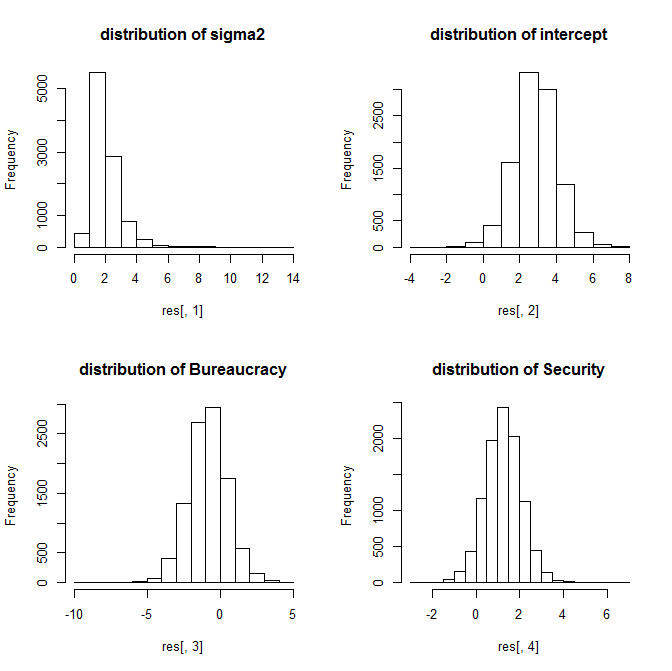 distribution of sigma2
Frequency
5000
3000
1000
0
0 2 4 6 8 10 12 14
res[, 1]
distribution of intercept
Frequency
2500
1500
500
0
-4 -2 0 2 4 6 8
res[, 2]
distribution of Bureaucracy
Frequency
2500
1500
500
0
-10 -5 0 5
res[, 3]
distribution of Security
Frequency
2000
1000
500
0
-2 0 2 4 6
res[, 4]